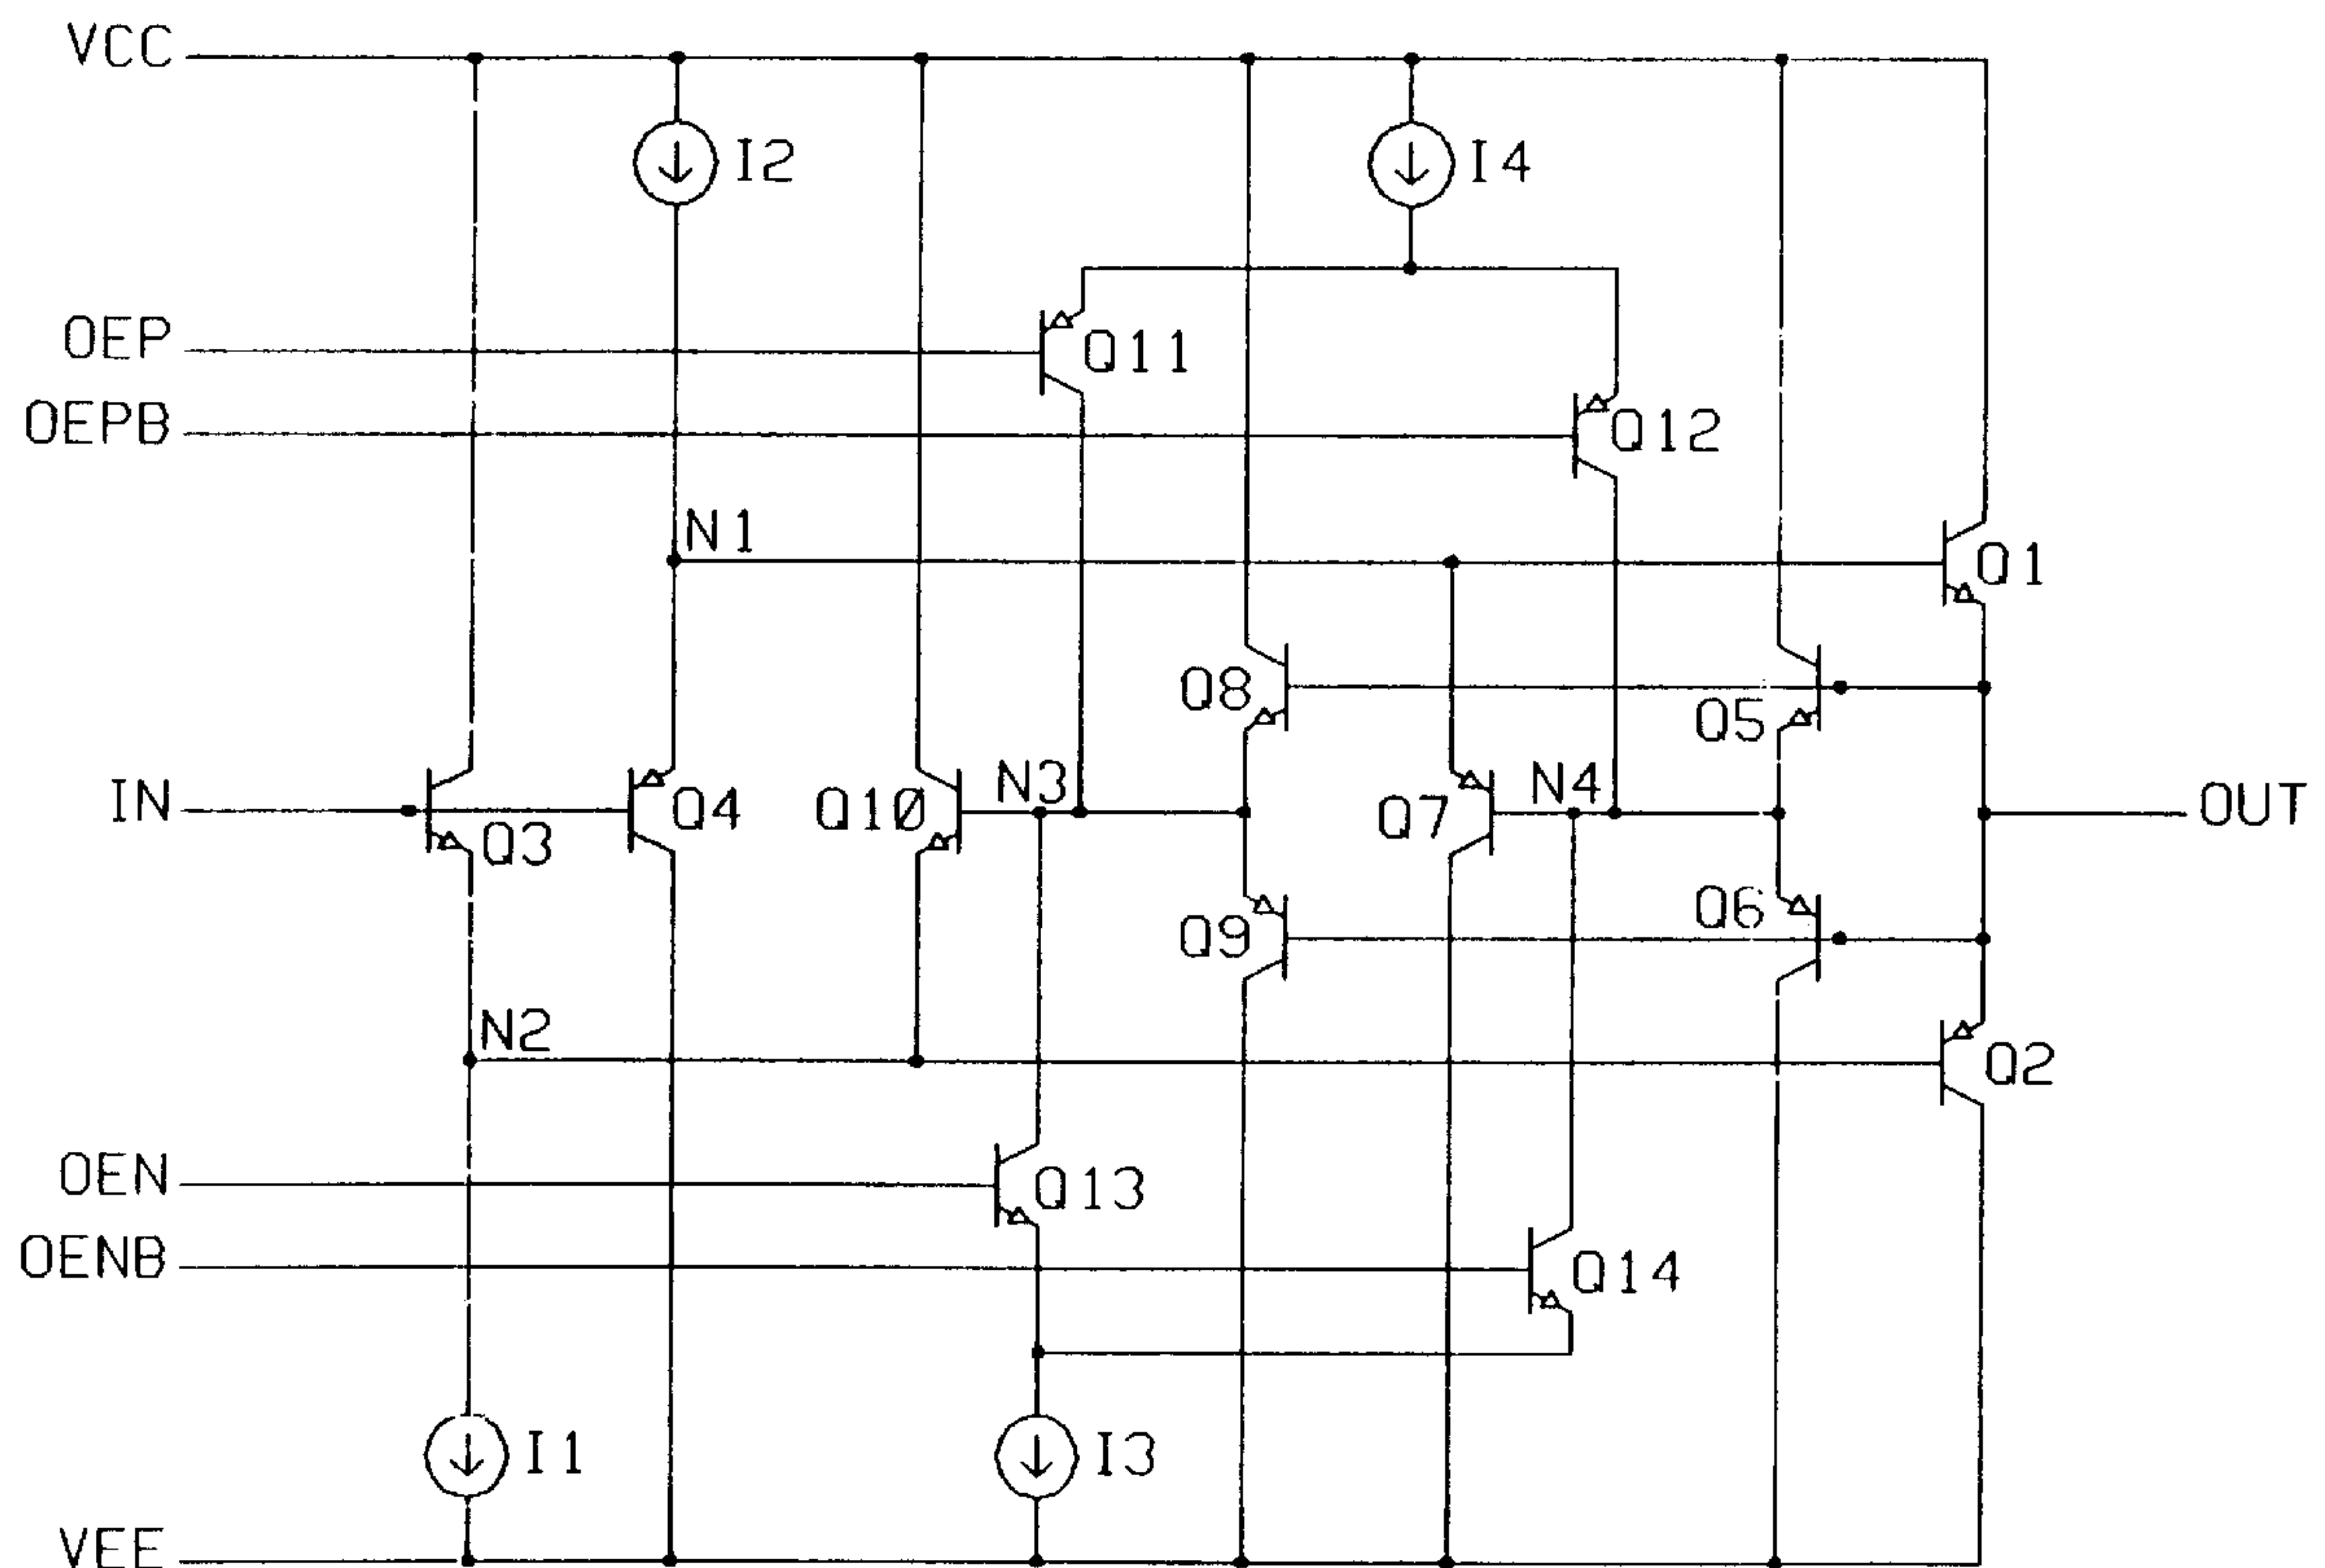 VCC
I2
I4
OEP
Q11
OEPB
Q12
N1
Q1
Q8
Q5
IN
Q3
Q4
Q10
N3
Q7
N4
OUT
Q9
Q6
N2
Q2
OEN
Q13
OENB
Q14
I1
I3
VEE